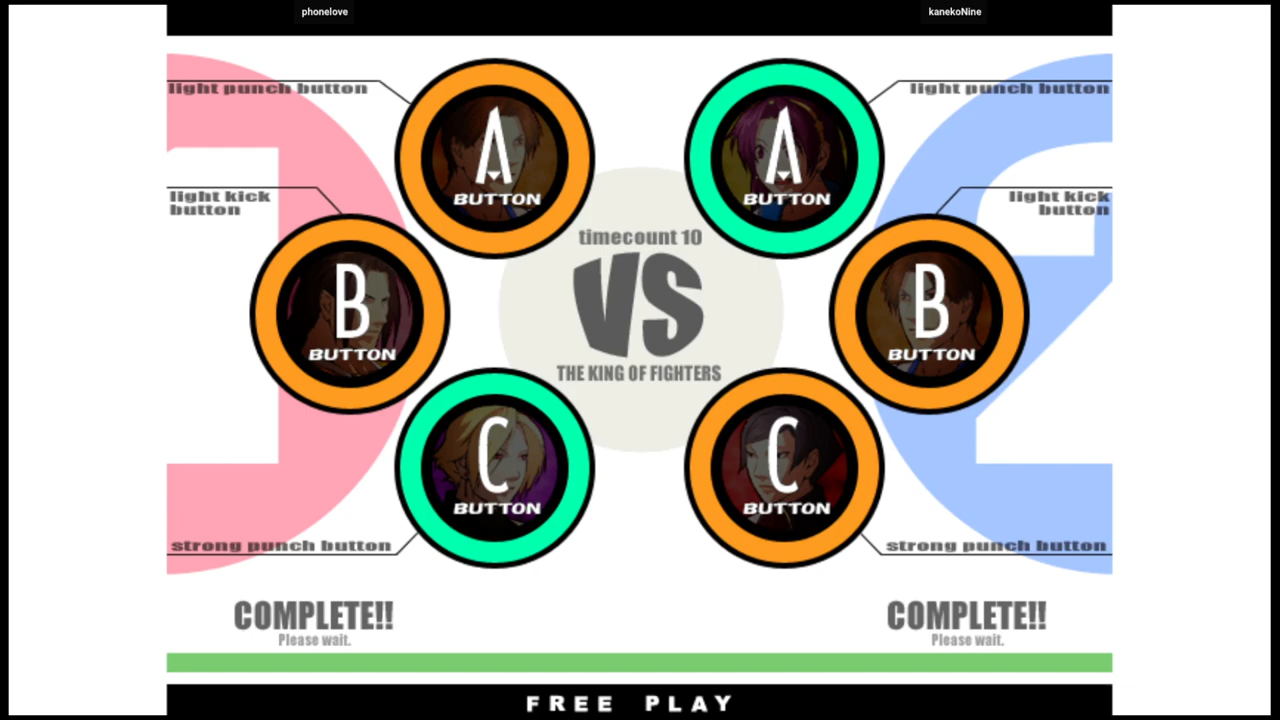 phonelove
kanekoNine
light punch button
light punch button
A
BUTTON
A
BUTTON
light kick
button
light kick
button
timecount 10
VS
THE KING OF FIGHTERS
B
BUTTON
B
BUTTON
C
BUTTON
C
BUTTON
strong punch button
strong punch button
COMPLETE!!
Please wait.
COMPLETE!!
Please wait.
FREE PLAY